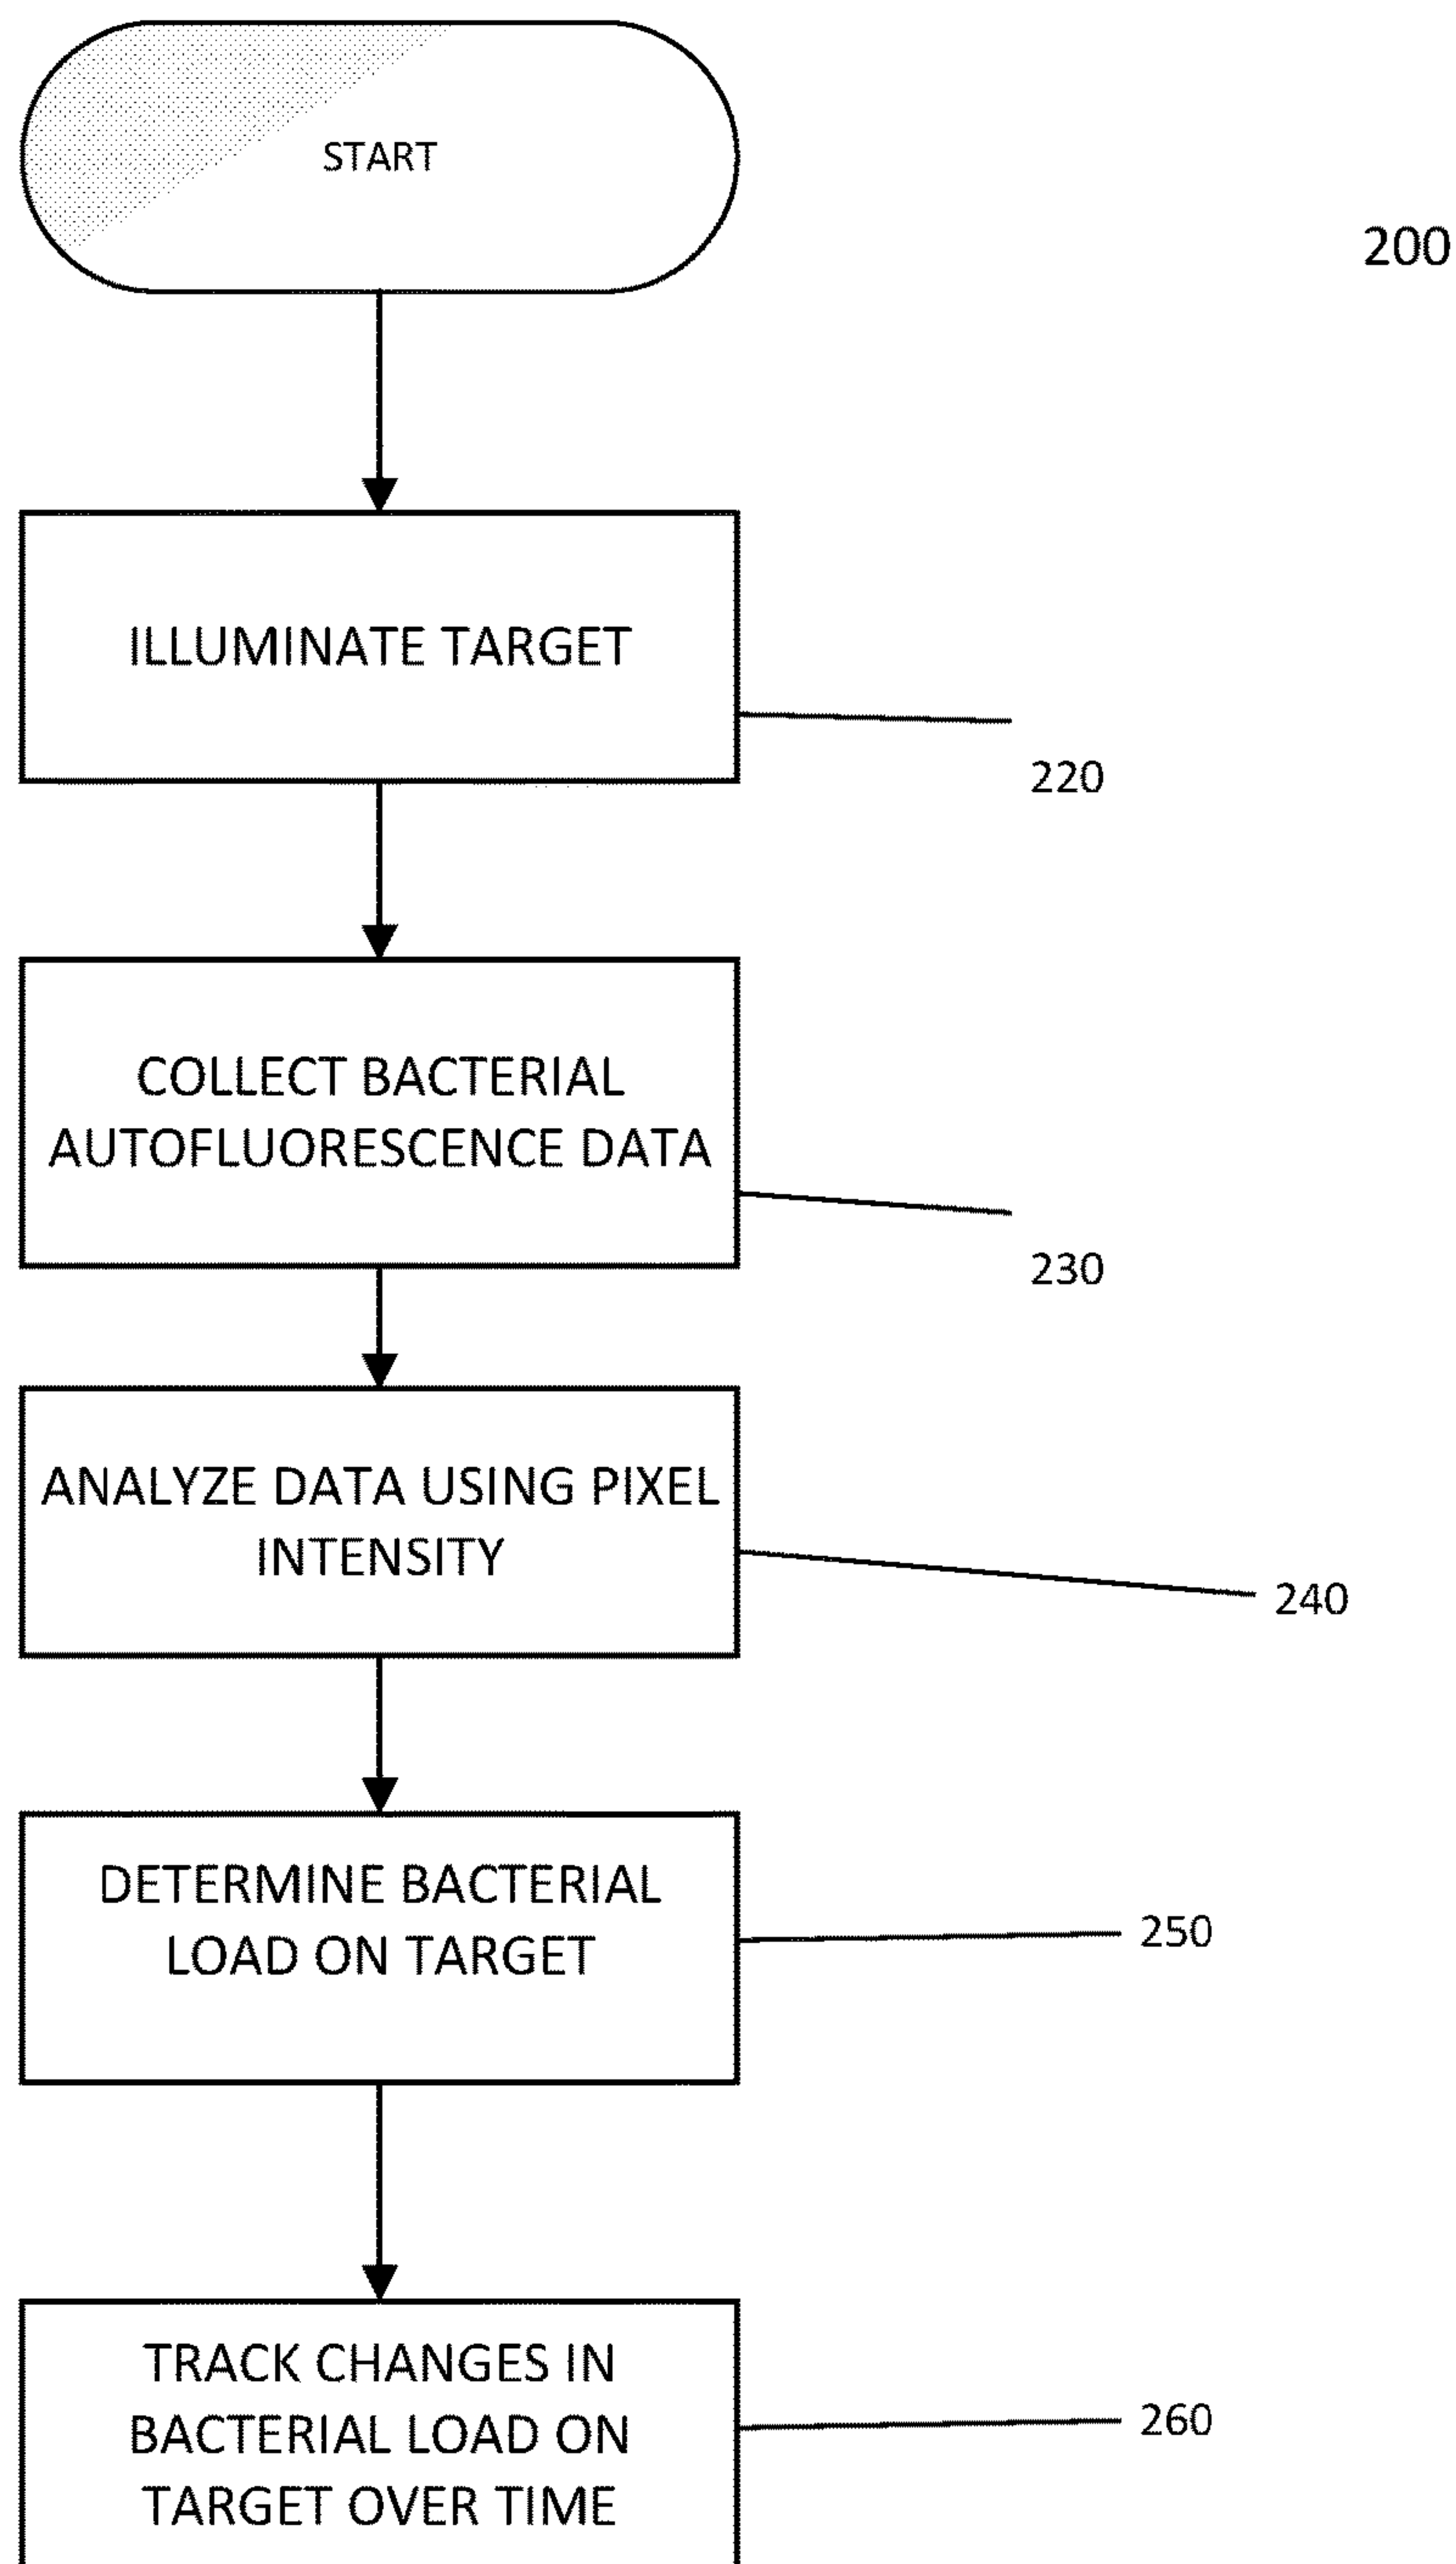 START
200
ILLUMINATE TARGET
220
COLLECT BACTERIAL
AUTOFLUORESCENCE DATA
230
ANALYZE DATA USING PIXEL
INTENSITY
240
DETERMINE BACTERIAL
LOAD ON TARGET
250
TRACK CHANGES IN
BACTERIAL LOAD ON
TARGET OVER TIME
260